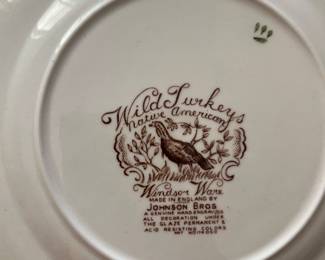 Wild Turkeys
Native American
Windsor Ware
MADE IN ENGLAND BY
JOHNSON BROS
A GENUINE HAND ENGRAVING
ALL DECORATION UNDER
THE GLAZE PERMANENT &
ACID RESISTING COLORS
PAT